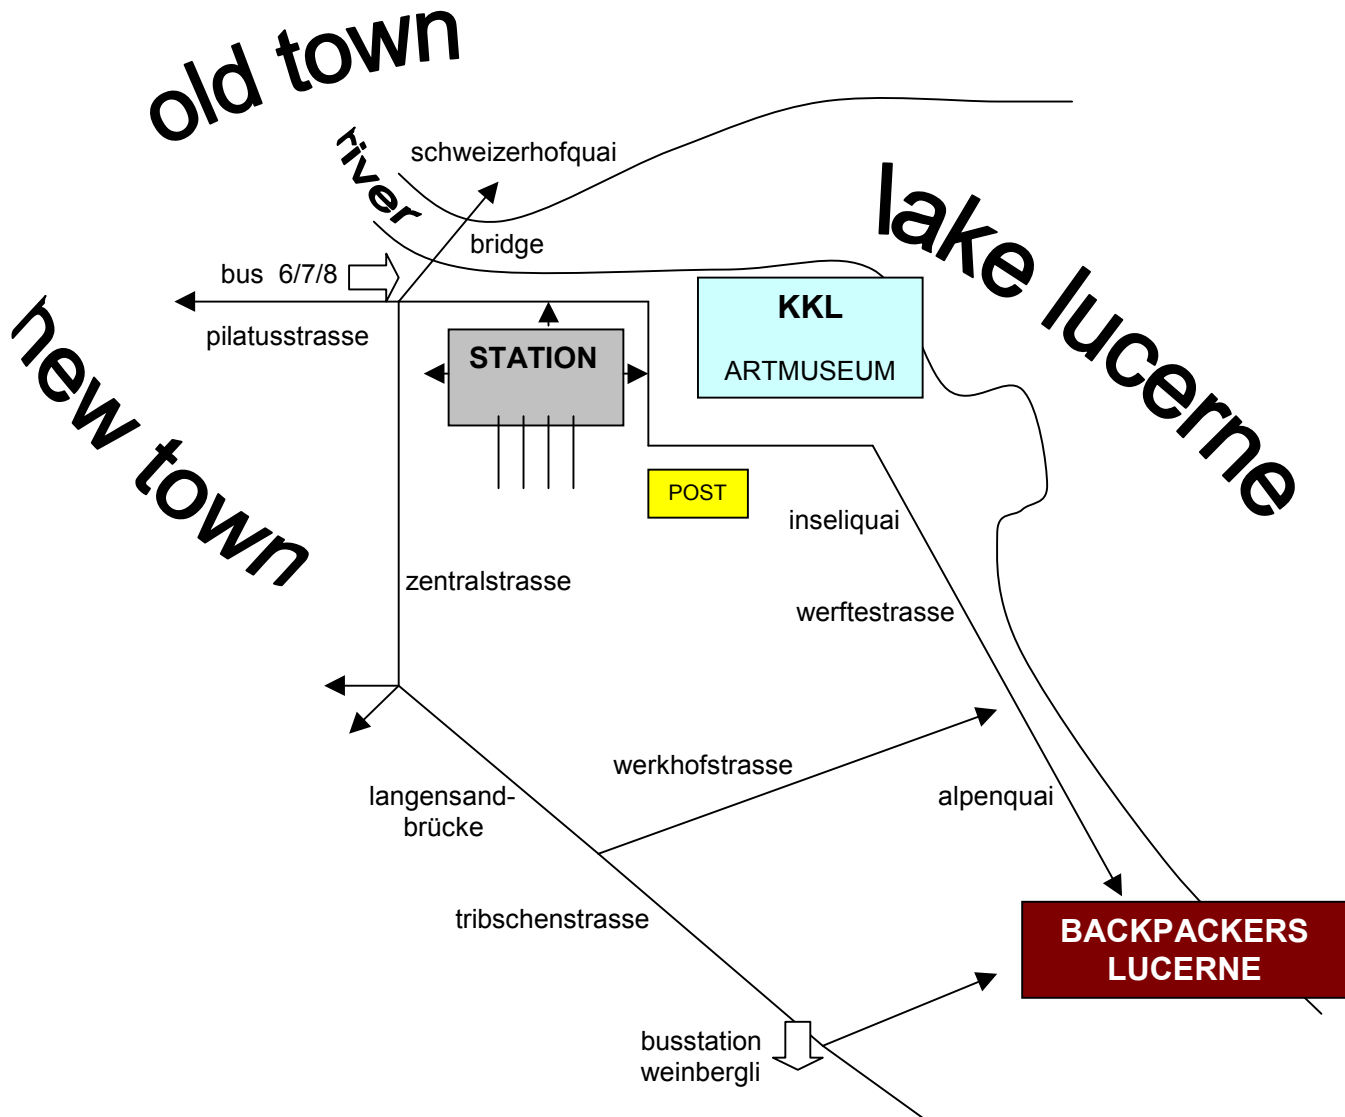 old town
river
schweizerhofquai
lake lucerne
bridge
bus 6/7/8
new town
pilatusstrasse
STATION
KKL
ARTMUSEUM
POST
inseliquai
zentralstrasse
werftestrasse
werkhofstrasse
langensand-
brücke
alpenquai
tribschenstrasse
BACKPACKERS
LUCERNE
busstation
weinbergli